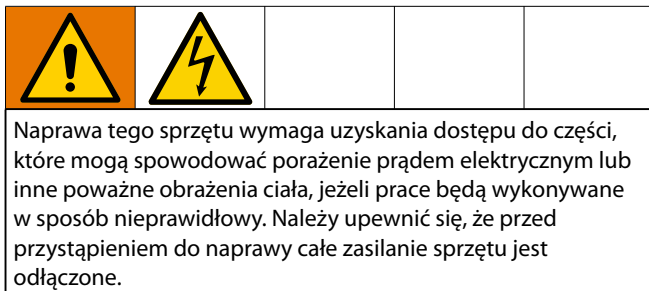 Naprawa tego sprzętu wymaga uzyskania dostępu do części,
które mogą spowodować porażenie prądem elektrycznym lub
inne poważne obrażenia ciała, jeżeli prace będą wykonywane
w sposób nieprawidłowy. Należy upewnić się, że przed
przystąpieniem do naprawy całe zasilanie sprzętu jest
odłączone.